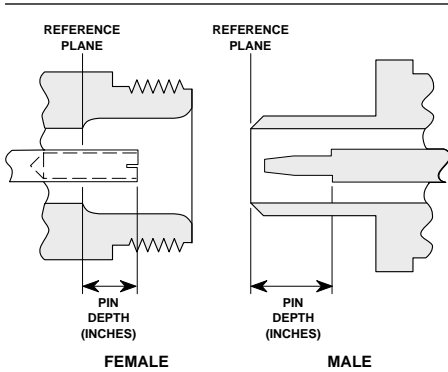 REFERENCE
PLANE
REFERENCE
PLANE
PIN
DEPTH
(INCHES)
PIN
DEPTH
(INCHES)
FEMALE
MALE